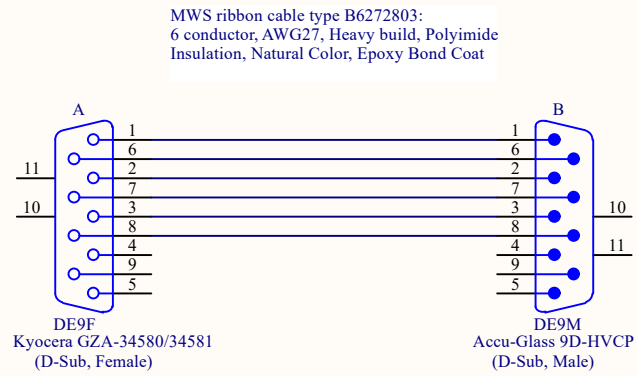 MWS ribbon cable type B6272803:
6 conductor, AWG27, Heavy build, Polyimide
Insulation, Natural Color, Epoxy Bond Coat
A
B
1
1
6
6
11
2
2
7
7
10
3
3
10
8
8
4
4
11
9
9
5
5
DE9F
DE9M
Kyocera GZA-34580/34581
Accu-Glass 9D-HVCP
(D-Sub, Female)
(D-Sub, Male)